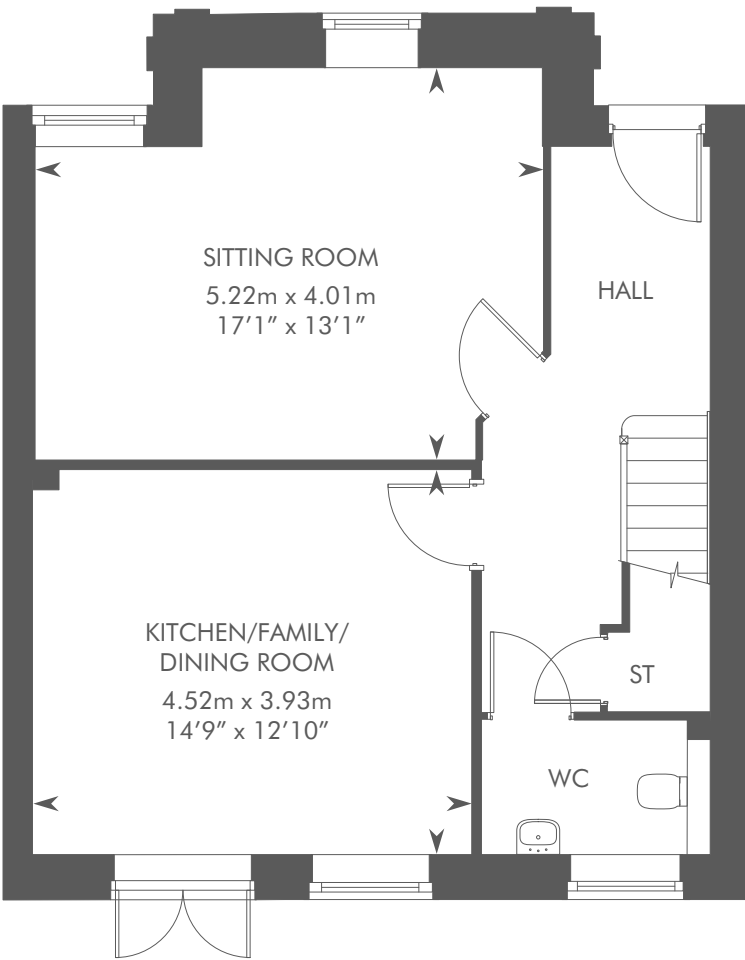 SITTING ROOM
5.22m x 4.01m
17’1” x 13’1”
HALL
KITCHEN/FAMILY/
DINING ROOM
4.52m x 3.93m
14’9” x 12’10”
ST
WC